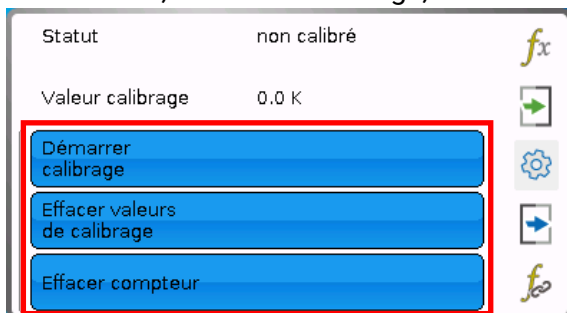 Statut non calibré
Valeur calibrage 0.0 K
Démarrer
calibrage
Effacer valeurs
de calibrage
Effacer compteur